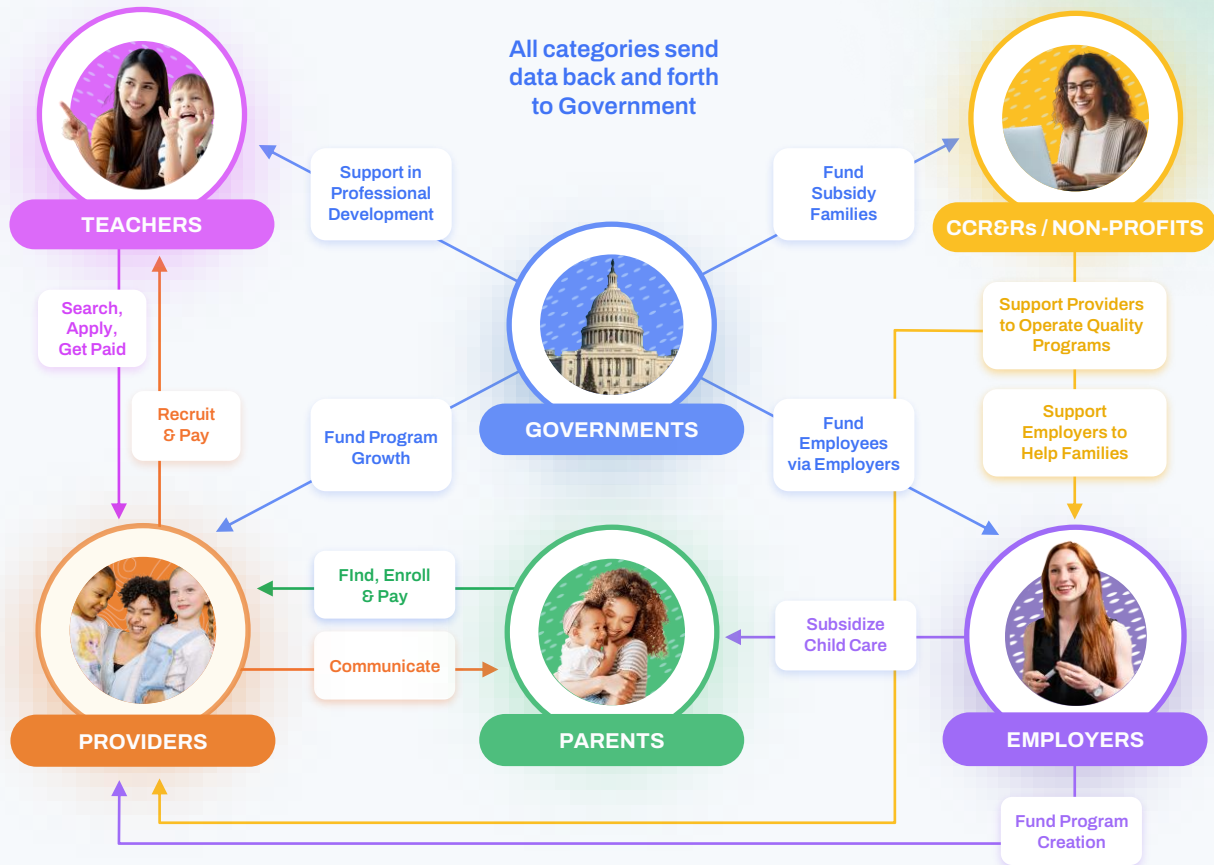 All categories send
data back and forth
to Government
Support in
Professional
Development
Fund
Subsidy
Families
TEACHERS
CCR&Rs / NON-PROFITS
Search,
Apply,
Get Paid
Support Providers
to Operate Quality
Programs
Recruit
& Pay
Fund Program
Growth
GOVERNMENTS
Fund
Employees
via Employers
Support
Employers to
Help Families
FInd, Enroll
& Pay
Communicate
Subsidize
Child Care
PROVIDERS
PARENTS
EMPLOYERS
Fund Program
Creation